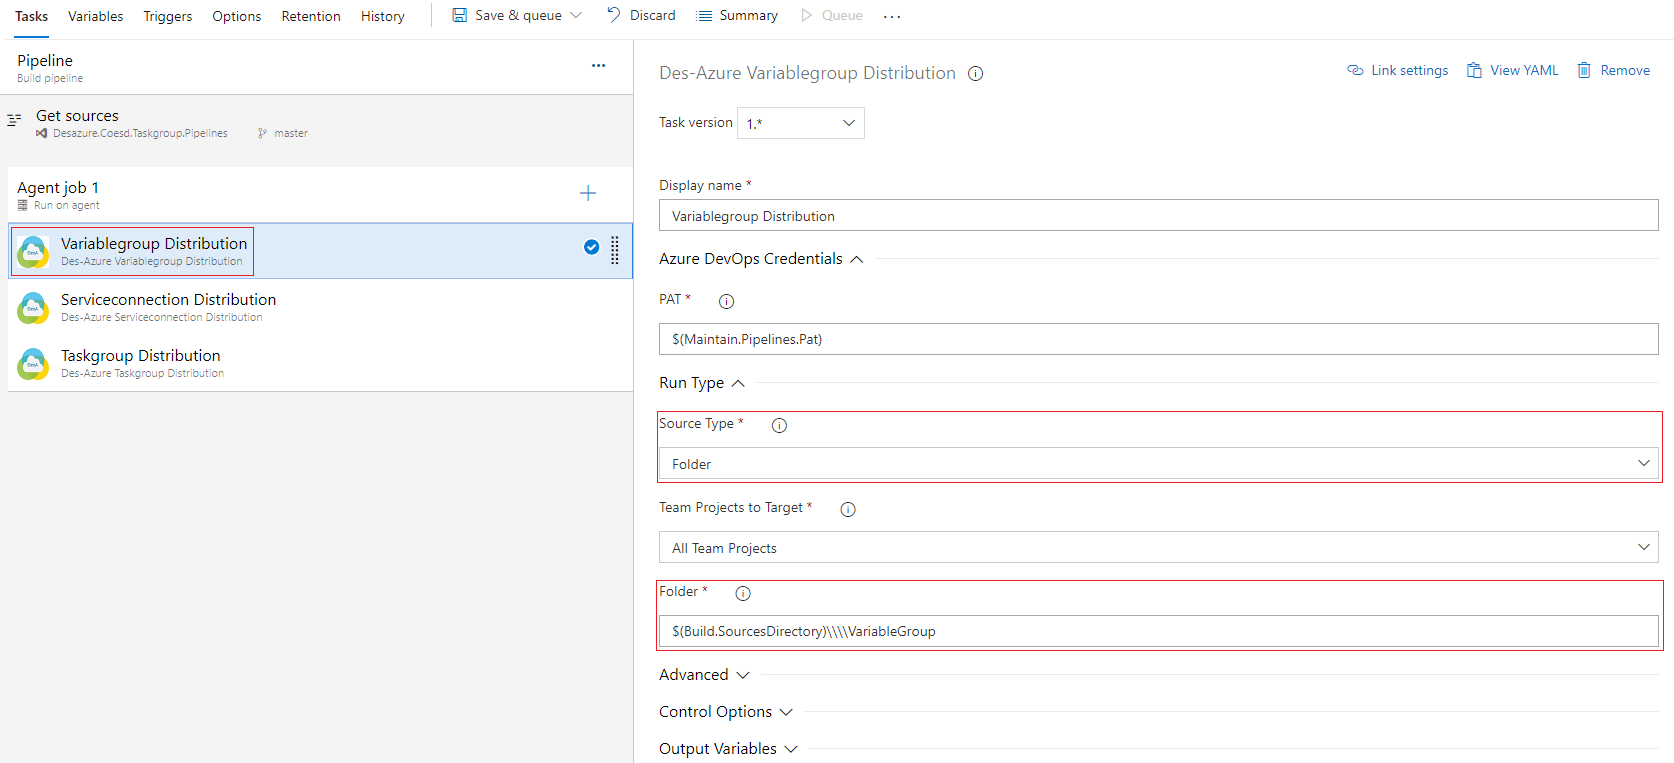 Tasks Variables Triggers Options Retention History Save & queue Discard Summary Queue ...
Pipeline
Build pipeline
Get sources
Desazure.Coesd.Taskgroup.Pipelines master
Agent job 1
Run on agent
Variablegroup Distribution
Des-Azure Variablegroup Distribution
Serviceconnection Distribution
Des-Azure Serviceconnection Distribution
Taskgroup Distribution
Des-Azure Taskgroup Distribution
Des-Azure Variablegroup Distribution
Link settings View YAML Remove
Task version 1.*
Display name *
Variablegroup Distribution
Azure DevOps Credentials
PAT *
$(Maintain.Pipelines.Pat)
Run Type
Source Type *
Folder
Team Projects to Target *
All Team Projects
Folder *
$(Build.SourcesDirectory)\\\\VariableGroup
Advanced
Control Options
Output Variables